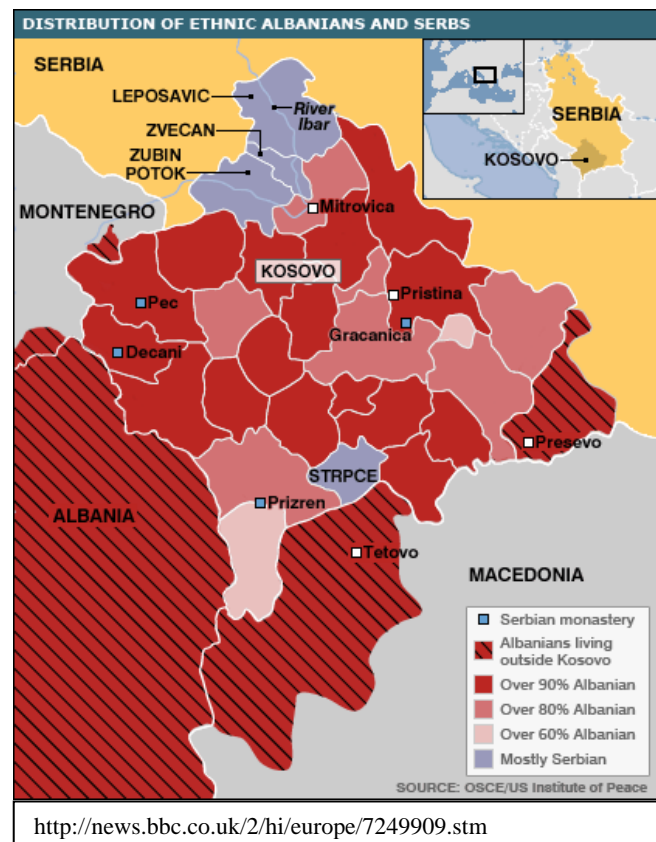 DISTRIBUTION OF ETHNIC ALBANIANS AND SERBS
SERBIA
LEPOSAVIC
River
Ibar
ZVECAN
ZUBIN
POTOK
SERBIA
KOSOVO
MONTENEGRO
Mitrovica
KOSOVO
Pec
Pristina
Gracanica
Decani
Presevo
STRPCE
Prizren
ALBANIA
Tetovo
MACEDONIA
Serbian monastery
Albanians living
outside Kosovo
Over 90% Albanian
Over 80% Albanian
Over 60% Albanian
Mostly Serbian
SOURCE: OSCE/US Institute of Peace
http://news.bbc.co.uk/2/hi/europe/7249909.stm